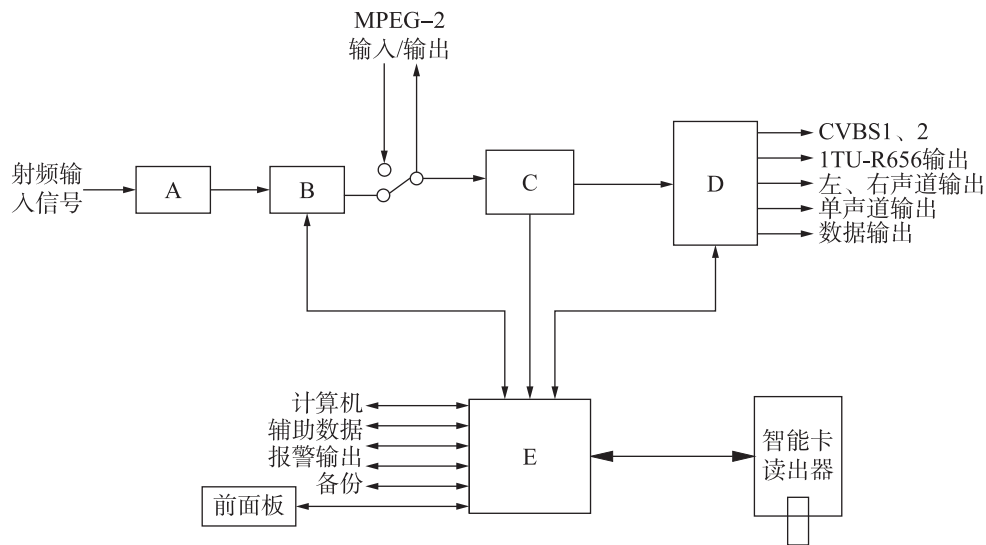 MPEG-2
输入/输出
射频输
入信号
A
B
C
D
CVBS1、2
1TU-R656输出
左、右声道输出
单声道输出
数据输出
计算机
辅助数据
报警输出
备份
前面板
E
智能卡
读出器